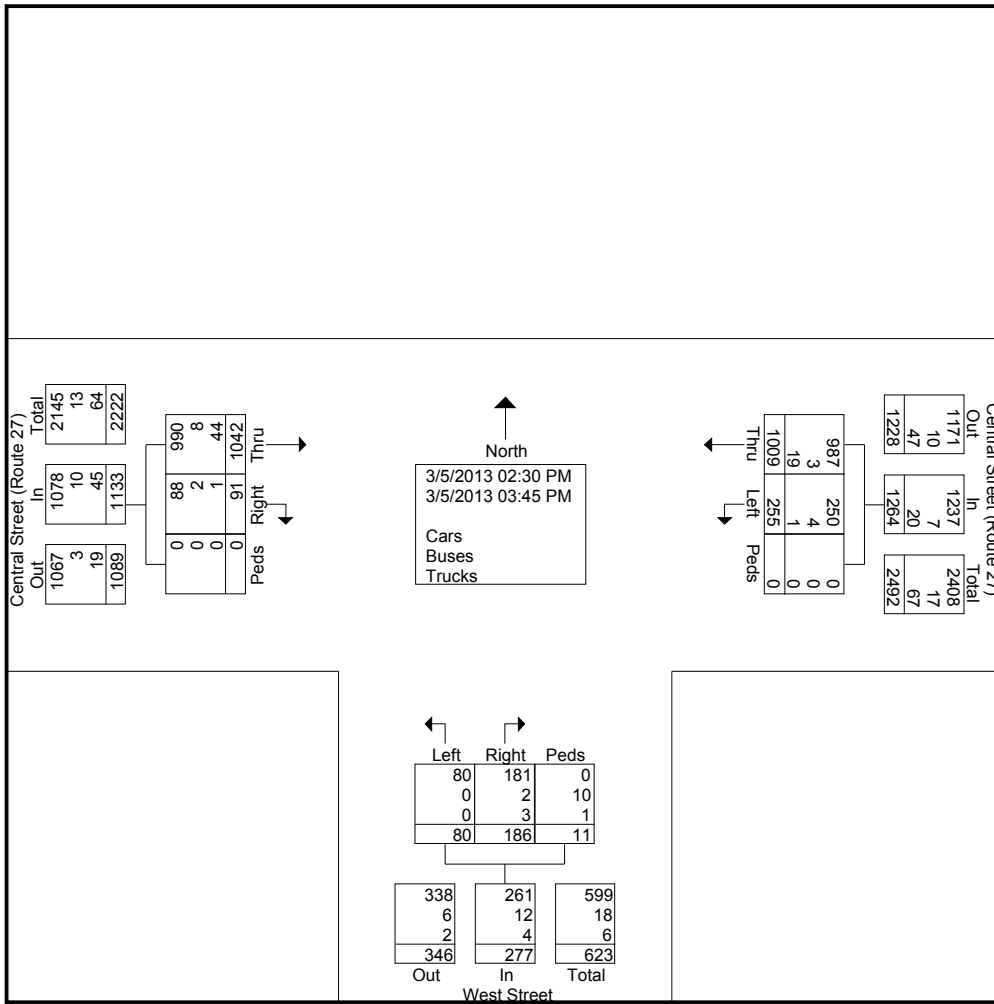 North
3/5/2013 02:30 PM
3/5/2013 03:45 PM
Cars
Buses
Trucks
Central Street (Route 27)
Total In Out
2145 1078 1067
13 10 3
64 45 19
2222 1133 1089
990 88 0
8 2 0
44 1 0
1042 91 0
Thru Right Peds
Central Street (Route 27)
Out In Total
1171 1237 2408
10 7 17
47 20 67
1228 1264 2492
987 250 0
3 4 0
19 1 0
1009 255 0
Thru Left Peds
Left Right Peds
80 181 0
0 2 10
0 3 1
80 186 11
338 261 599
6 12 18
2 4 6
346 277 623
Out In Total
West Street